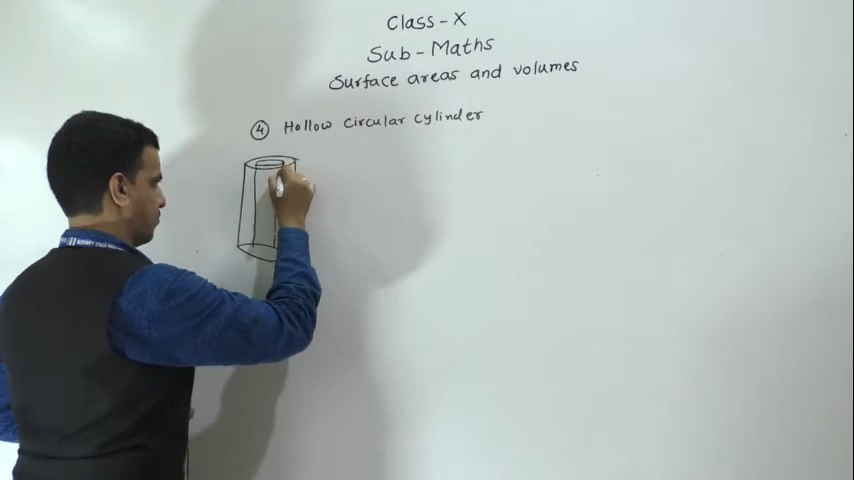 Class-X
Sub-Maths
Surface areas and volumes
4 Hollow circular cylinder